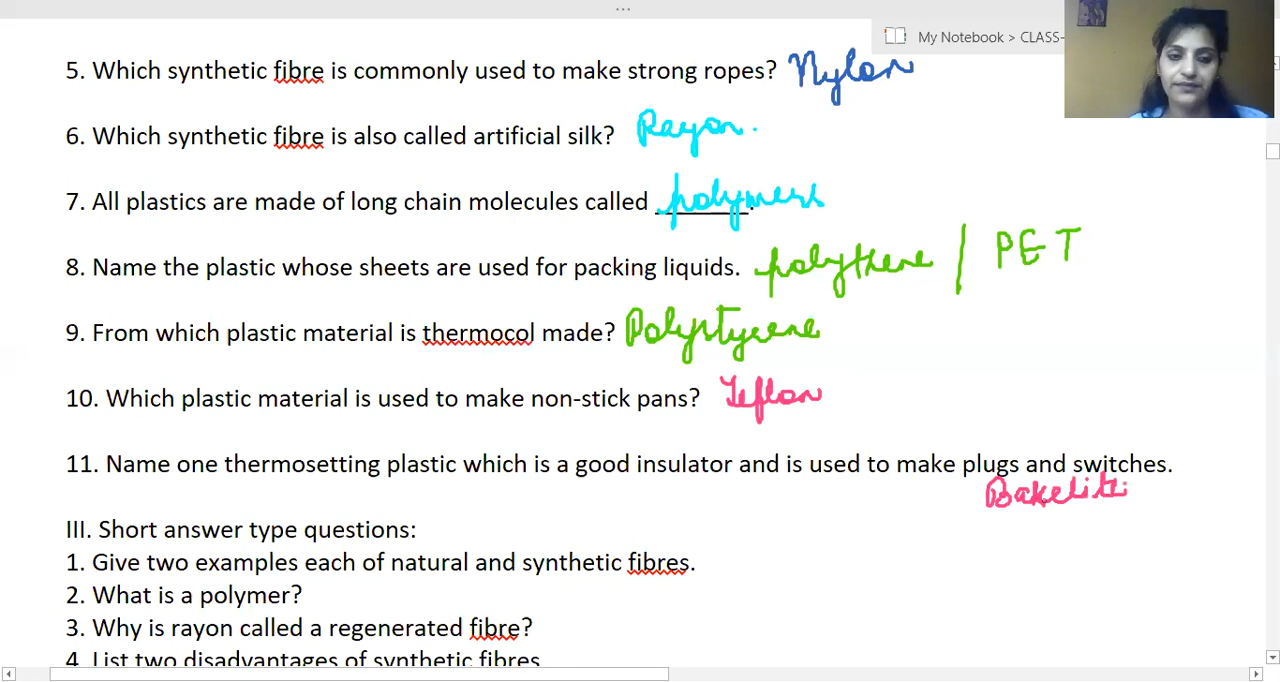 ...
My Notebook > CLASS-
5. Which synthetic fibre is commonly used to make strong ropes? Nylon
6. Which synthetic fibre is also called artificial silk? Rayon.
7. All plastics are made of long chain molecules called polymers.
8. Name the plastic whose sheets are used for packing liquids. polythene / PET
9. From which plastic material is thermocol made? Polystyrene
10. Which plastic material is used to make non-stick pans? Teflon
11. Name one thermosetting plastic which is a good insulator and is used to make plugs and switches.
Bakelite
III. Short answer type questions:
1. Give two examples each of natural and synthetic fibres.
2. What is a polymer?
3. Why is rayon called a regenerated fibre?
4. List two disadvantages of synthetic fibres